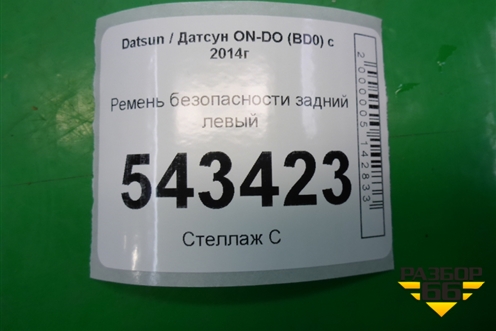 Datsun / Датсун ON-DO (BD0) с
2014г
Ремень безопасности задний
левый
543423
Стеллаж С
2000005142833
РАЗБОР
66